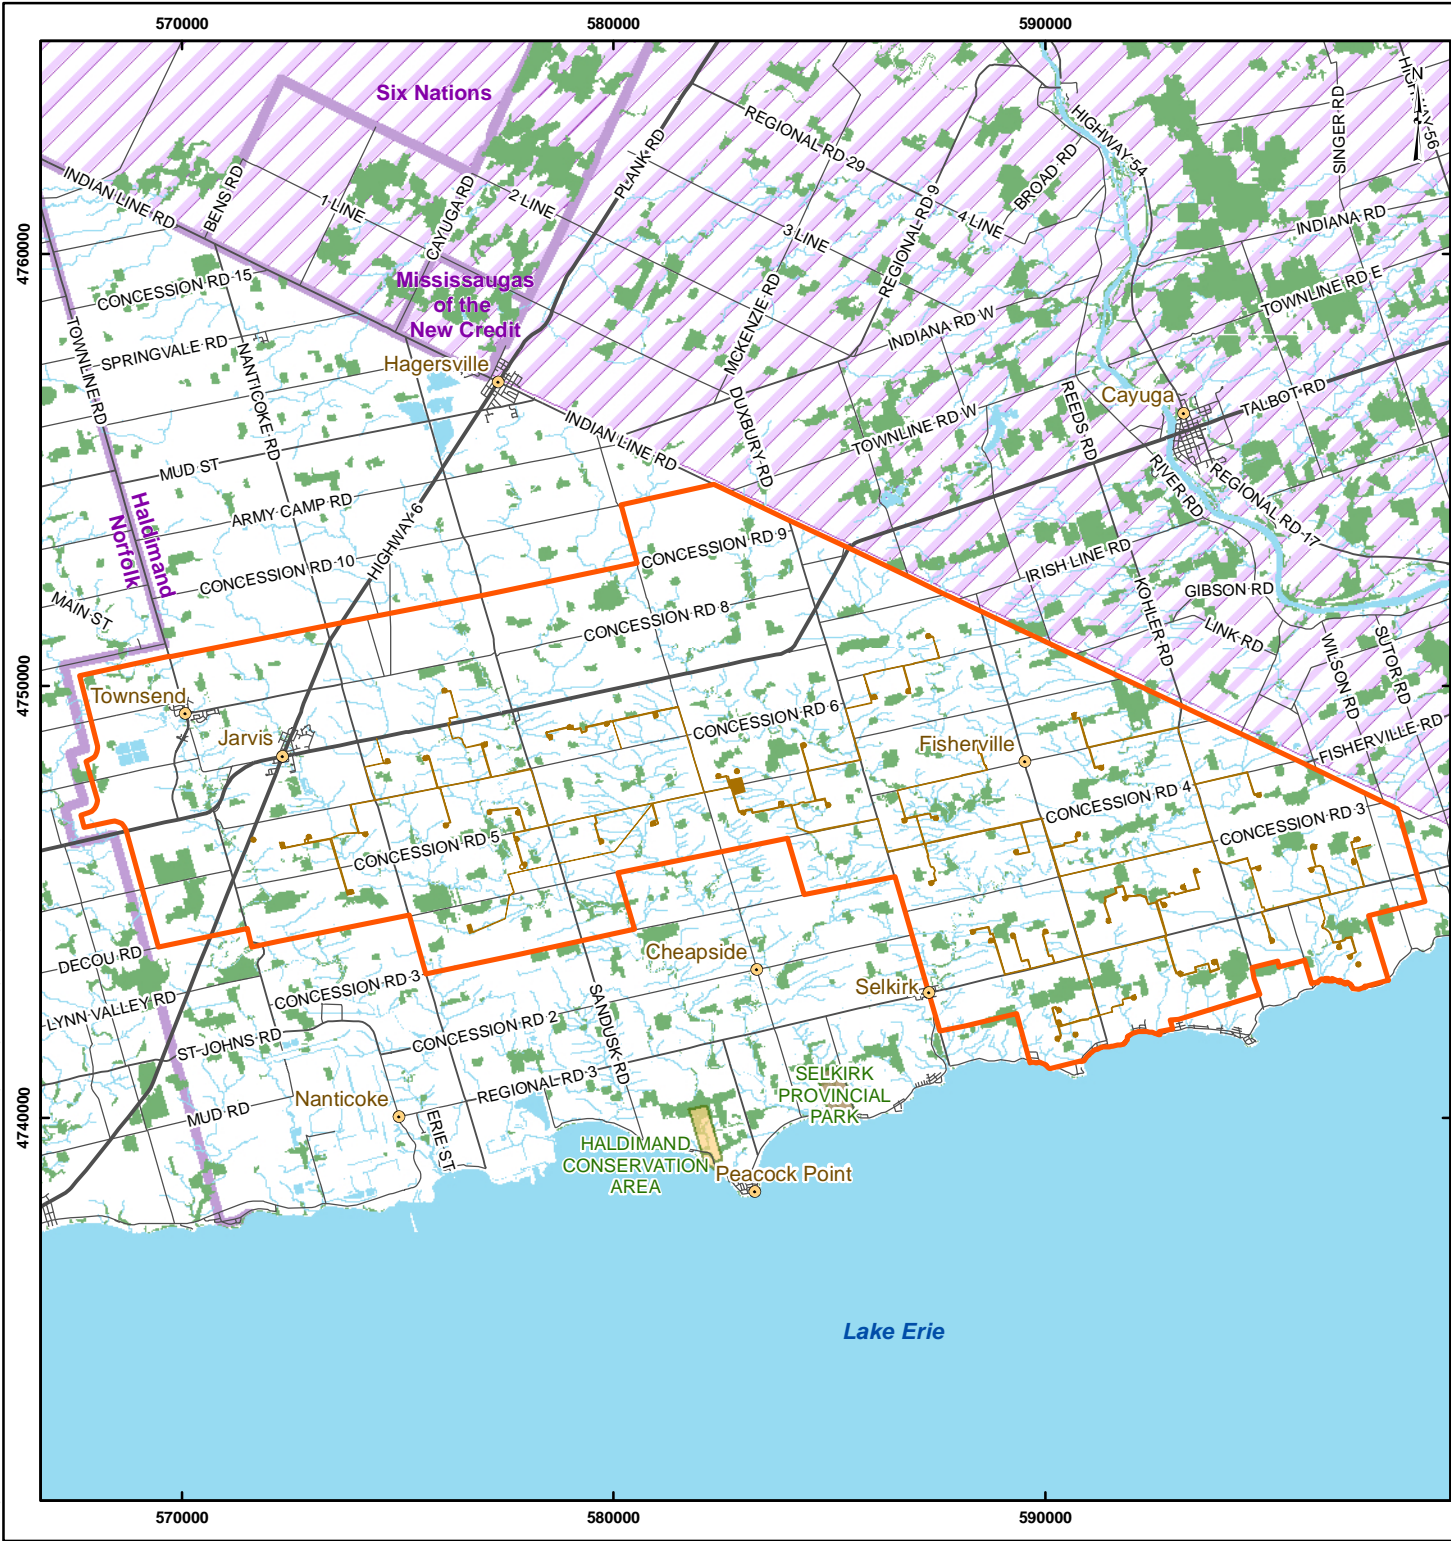 570000
580000
590000
Six Nations
HIGHWAY 56
N
SINGER RD
HIGHWAY 54
REGIONAL RD 29
PLANK RD
BROAD RD
INDIAN LINE RD
BENS RD
1 LINE
CAYUGA RD
2 LINE
3 LINE
REGIONAL RD 9
4 LINE
INDIANA RD
4760000
CONCESSION RD 15
Mississaugas
of the
New Credit
MCKENZIE RD
INDIANA RD W
TOWNLINE RD E
TOWNLINE RD
SPRINGVALE RD
NANTICOKE RD
Hagersville
DUXBURY RD
REEDS RD
Cayuga
TALBOT RD
INDIAN LINE RD
TOWNLINE RD W
MUD ST
ARMY CAMP RD
HIGHWAY 6
RIVER RD
REGIONAL RD 17
Haldimand
Norfolk
CONCESSION RD 10
CONCESSION RD 9
IRISH LINE RD
GIBSON RD
MAIN ST
CONCESSION RD 8
KOHLER RD
LINK RD
WILSON RD
SUTOR RD
4750000
Townsend
Jarvis
CONCESSION RD 6
Fisherville
FISHERVILLE RD
CONCESSION RD 5
CONCESSION RD 4
CONCESSION RD 3
DECOU RD
Cheapside
Selkirk
LYNN VALLEY RD
CONCESSION RD 3
SANDUSK RD
CONCESSION RD 2
ST JOHNS RD
REGIONAL RD 3
SELKIRK
PROVINCIAL
PARK
4740000
MUD RD
Nanticoke
ERIE ST
HALDIMAND
CONSERVATION
AREA
Peacock Point
Lake Erie
570000
580000
590000